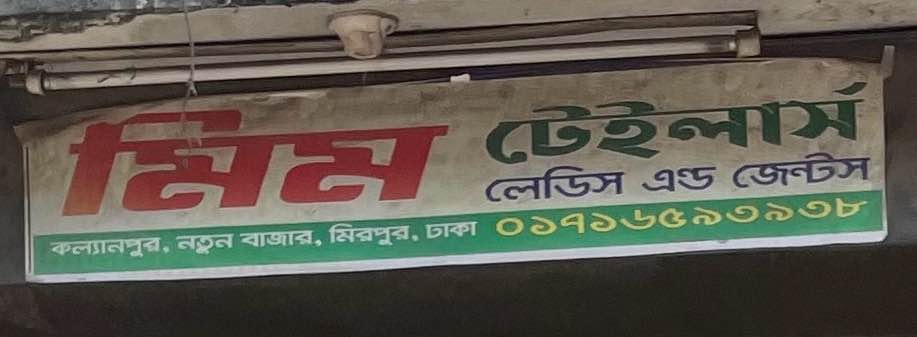 মিম টেইলার্স
লেডিস এন্ড জেন্টস
কল্যানপুর, নতুন বাজার, মিরপুর, ঢাকা ০১৭১৬৫৯৩৯৩৮